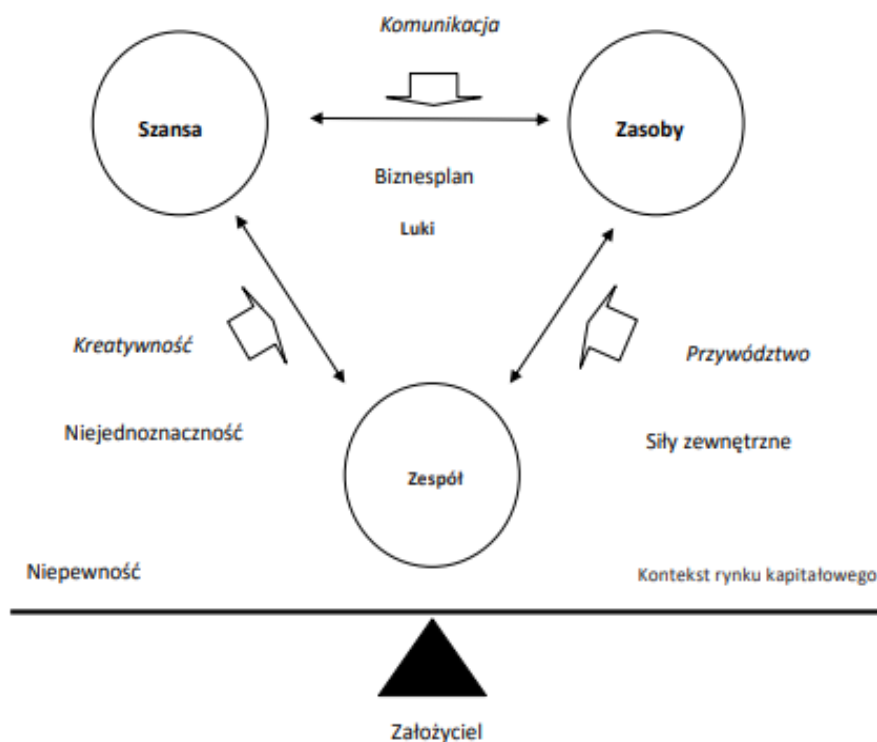 Komunikacja
Szansa
Zasoby
Biznesplan
Luki
Kreatywność
Przywództwo
Niejednoznaczność
Siły zewnętrzne
Zespół
Niepewność
Kontekst rynku kapitałowego
Założyciel